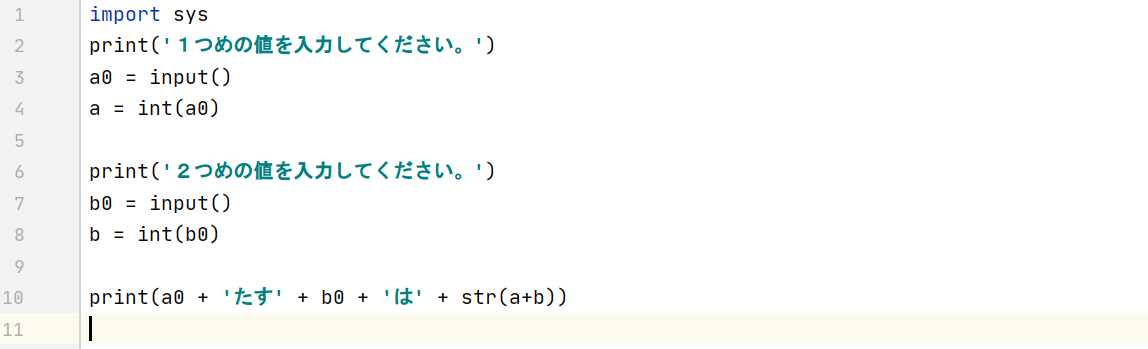 1 import sys
2 print('１つめの値を入力してください。')
3 a0 = input()
4 a = int(a0)
5
6 print('２つめの値を入力してください。')
7 b0 = input()
8 b = int(b0)
9
10 print(a0 + 'たす' + b0 + 'は' + str(a+b))
11